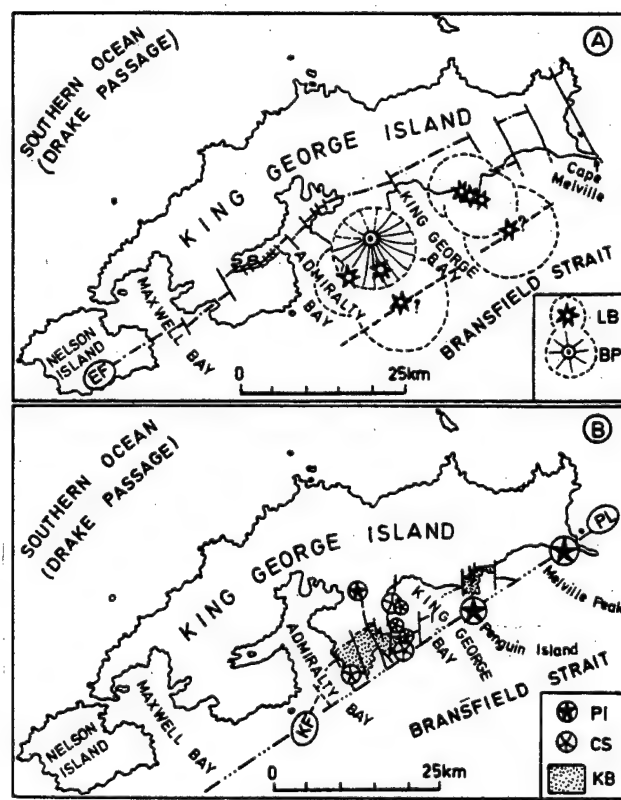 A
SOUTHERN OCEAN
(DRAKE PASSAGE)
KING GEORGE ISLAND
Cape
Melville
KING GEORGE
BAY
?
S.B.
ADMIRALTY
BAY
?
MAXWELL
BAY
BRANSFIELD STRAIT
NELSON
ISLAND
EF
0 25km
LB
BP
B
SOUTHERN OCEAN
(DRAKE PASSAGE)
KING GEORGE ISLAND
PL
Melville Peak
KING GEORGE
BAY
Penguin Island
ADMIRALTY
BAY
MAXWELL
BAY
BRANSFIELD STRAIT
KF
NELSON
ISLAND
0 25km
PI
CS
KB